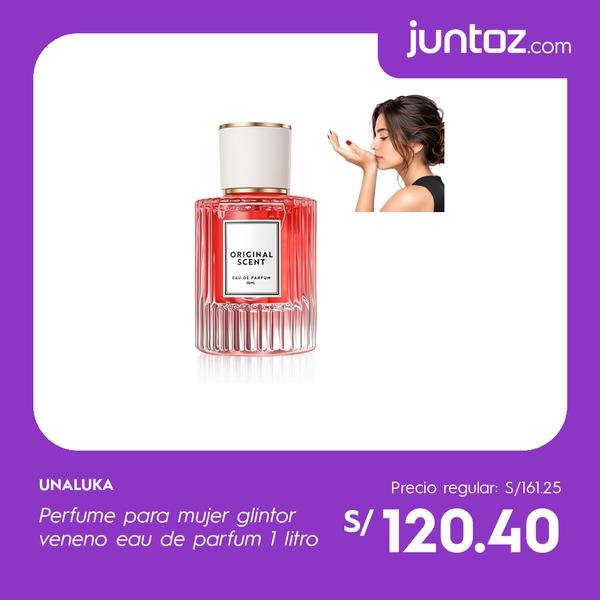 juntoz.com
ORIGINAL
SCENT
EAU DE PARFUM
UNALUKA
Precio regular: S/161.25
Perfume para mujer glintor
veneno eau de parfum 1 litro
S/120.40